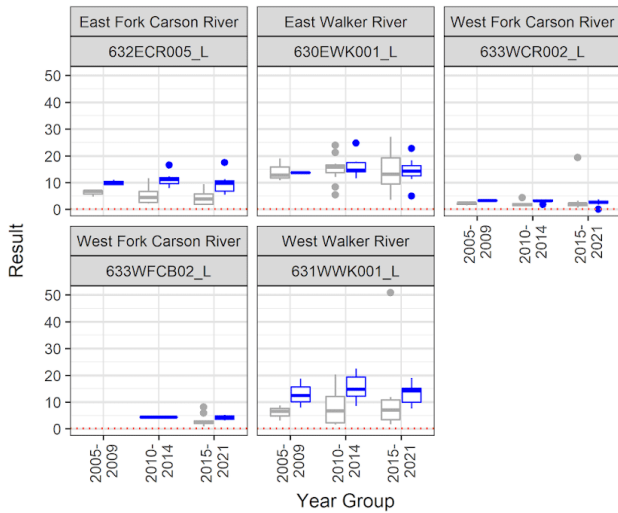 East Fork Carson River
East Walker River
West Fork Carson River
632ECR005_L
630EWK001_L
633WCR002_L
50
40
30
20
10
0
West Fork Carson River
West Walker River
633WFCB02_L
631WWK001_L
50
40
30
20
10
0
Result
2005-
2009
2010-
2014
2015-
2021
2005-
2009
2010-
2014
2015-
2021
2005-
2009
2010-
2014
2015-
2021
Year Group